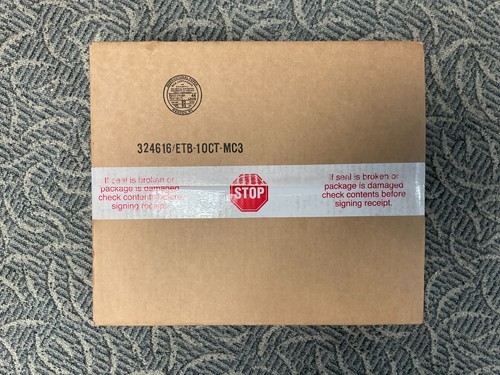 324616/ETB-10CT-MC3
If seal is broken or
package is damaged
check contents before
signing receipt.
STOP
If seal is broken or
package is damaged
check contents before
signing receipt.